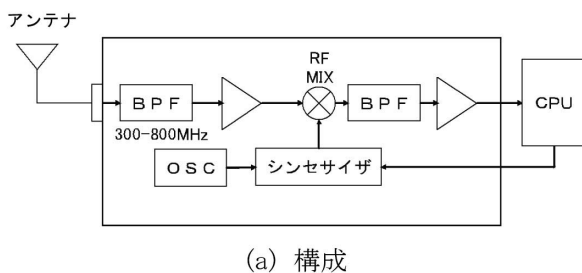 アンテナ
RF
MIX
BPF
BPF
CPU
300-800MHz
OSC
シンセサイザ
(a) 構成